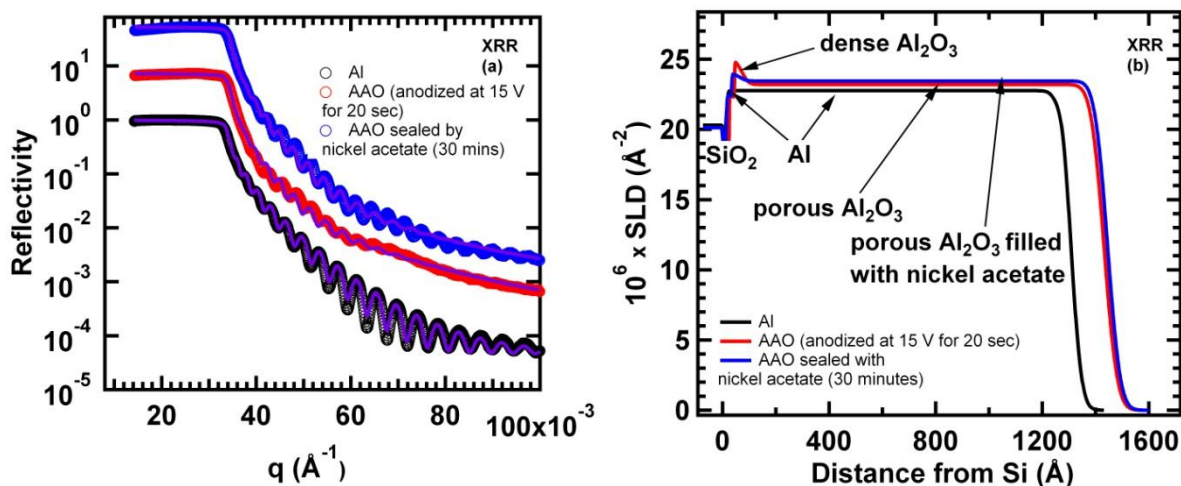 XRR
(a)
Al
AAO (anodized at 15 V
for 20 sec)
AAO sealed by
nickel acetate (30 mins)
Reflectivity
10¹
10⁰
10⁻¹
10⁻²
10⁻³
10⁻⁴
10⁻⁵
20
40
60
80
100x10⁻³
q (Å⁻¹)
XRR
(b)
dense Al₂O₃
SiO₂
Al
porous Al₂O₃
porous Al₂O₃ filled
with nickel acetate
Al
AAO (anodized at 15 V for 20 sec)
AAO sealed with
nickel acetate (30 minutes)
10⁶ x SLD (Å⁻²)
25
20
15
10
5
0
0
400
800
1200
1600
Distance from Si (Å)